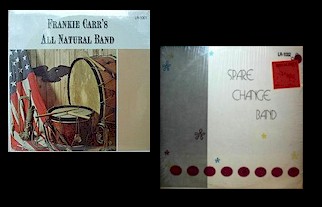 FRANKIE CARR'S
ALL NATURAL BAND
SPARE
CHANGE
BAND